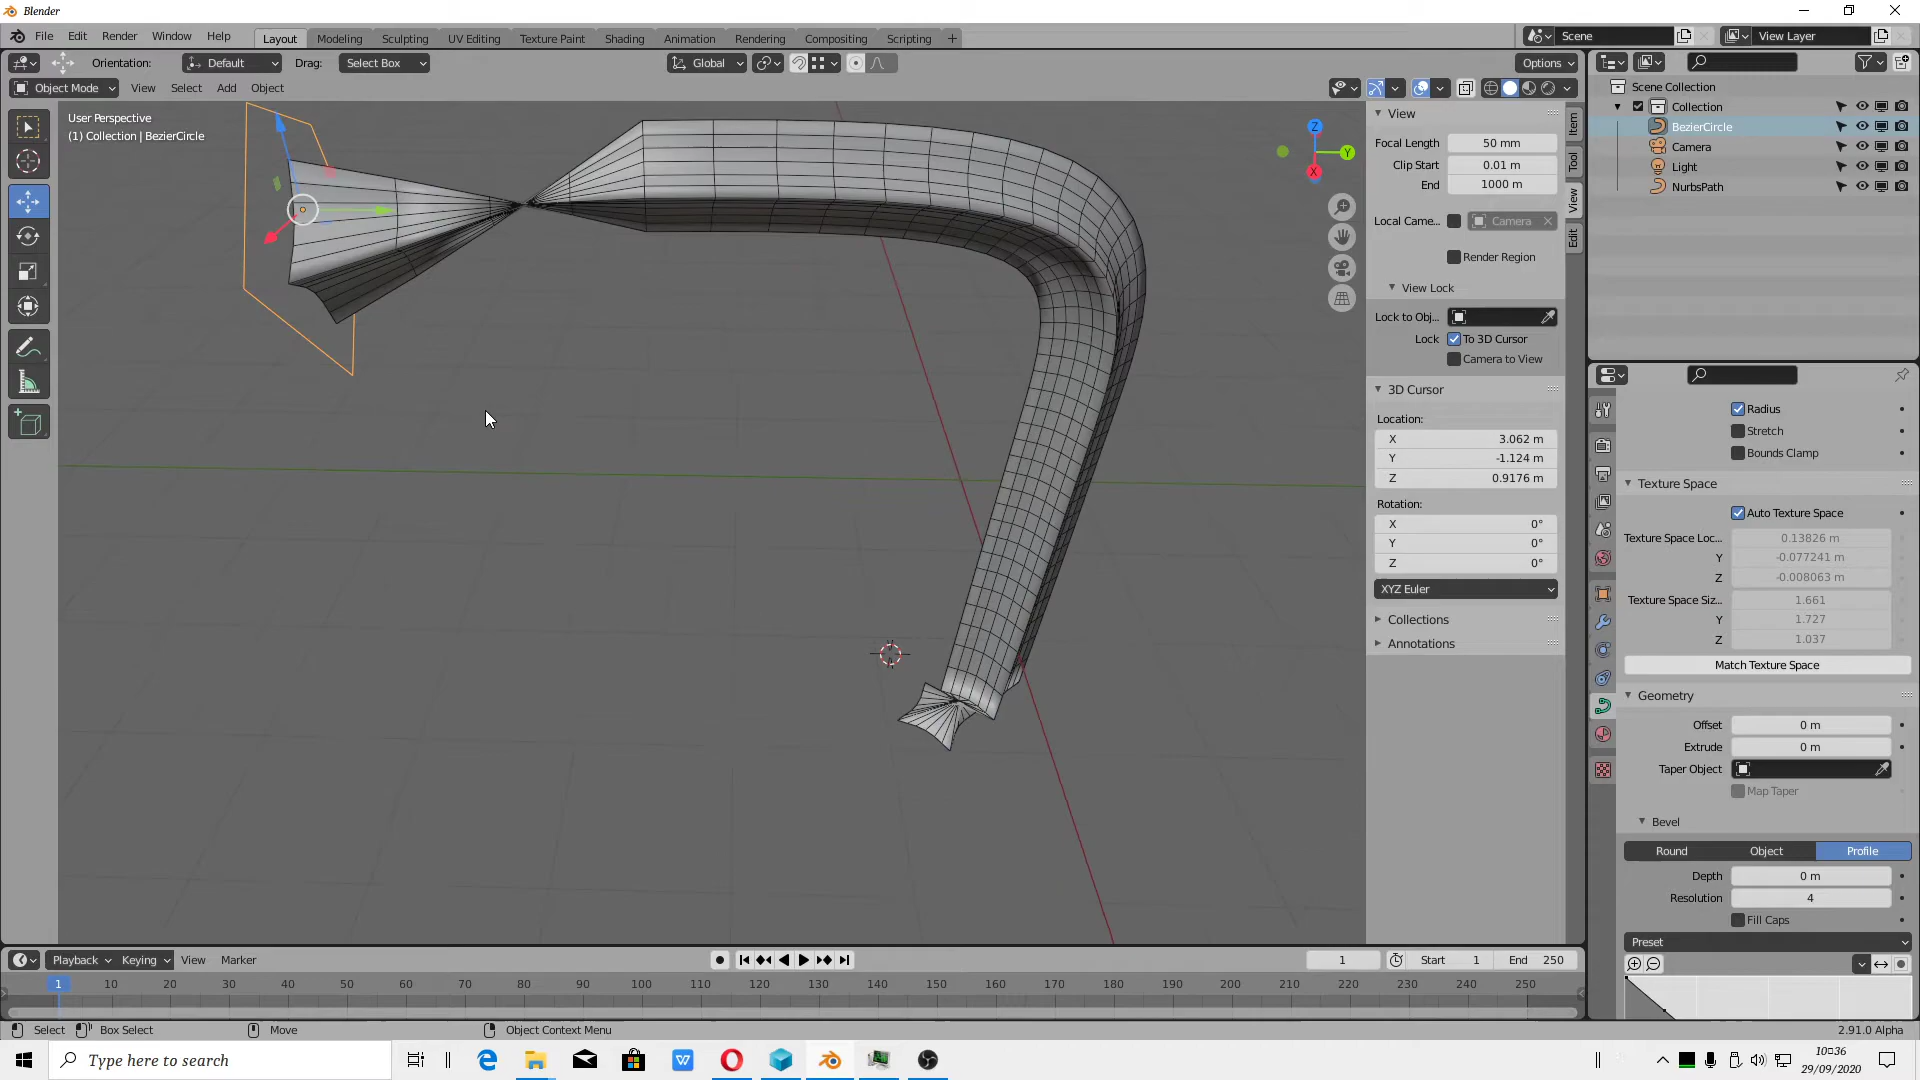 Blender
File Edit Render Window Help Layout Modeling Sculpting UV Editing Texture Paint Shading Animation Rendering Compositing Scripting + Scene View Layer
Orientation: Default Drag: Select Box Global Options
Object Mode View Select Add Object
User Perspective
(1) Collection | BezierCircle
Z
Y
X
View
Focal Length 50 mm
Clip Start 0.01 m
End 1000 m
Local Came... Camera
Render Region
View Lock
Lock to Obj...
Lock To 3D Cursor
Camera to View
3D Cursor
Location:
X 3.062 m
Y -1.124 m
Z 0.9176 m
Rotation:
X 0°
Y 0°
Z 0°
XYZ Euler
Collections
Annotations
Item
Tool
View
Edit
Scene Collection
Collection
BezierCircle
Camera
Light
NurbsPath
Radius
Stretch
Bounds Clamp
Texture Space
Auto Texture Space
Texture Space Loc... 0.13826 m
Y -0.077241 m
Z -0.008063 m
Texture Space Siz... 1.661
Y 1.727
Z 1.037
Match Texture Space
Geometry
Offset 0 m
Extrude 0 m
Taper Object
Map Taper
Bevel
Round Object Profile
Depth 0 m
Resolution 4
Fill Caps
Preset
Playback Keying View Marker 1 Start 1 End 250
1 10 20 30 40 50 60 70 80 90 100 110 120 130 140 150 160 170 180 190 200 210 220 230 240 250
Select Box Select Move Object Context Menu 2.91.0 Alpha
Type here to search
10:36
29/09/2020